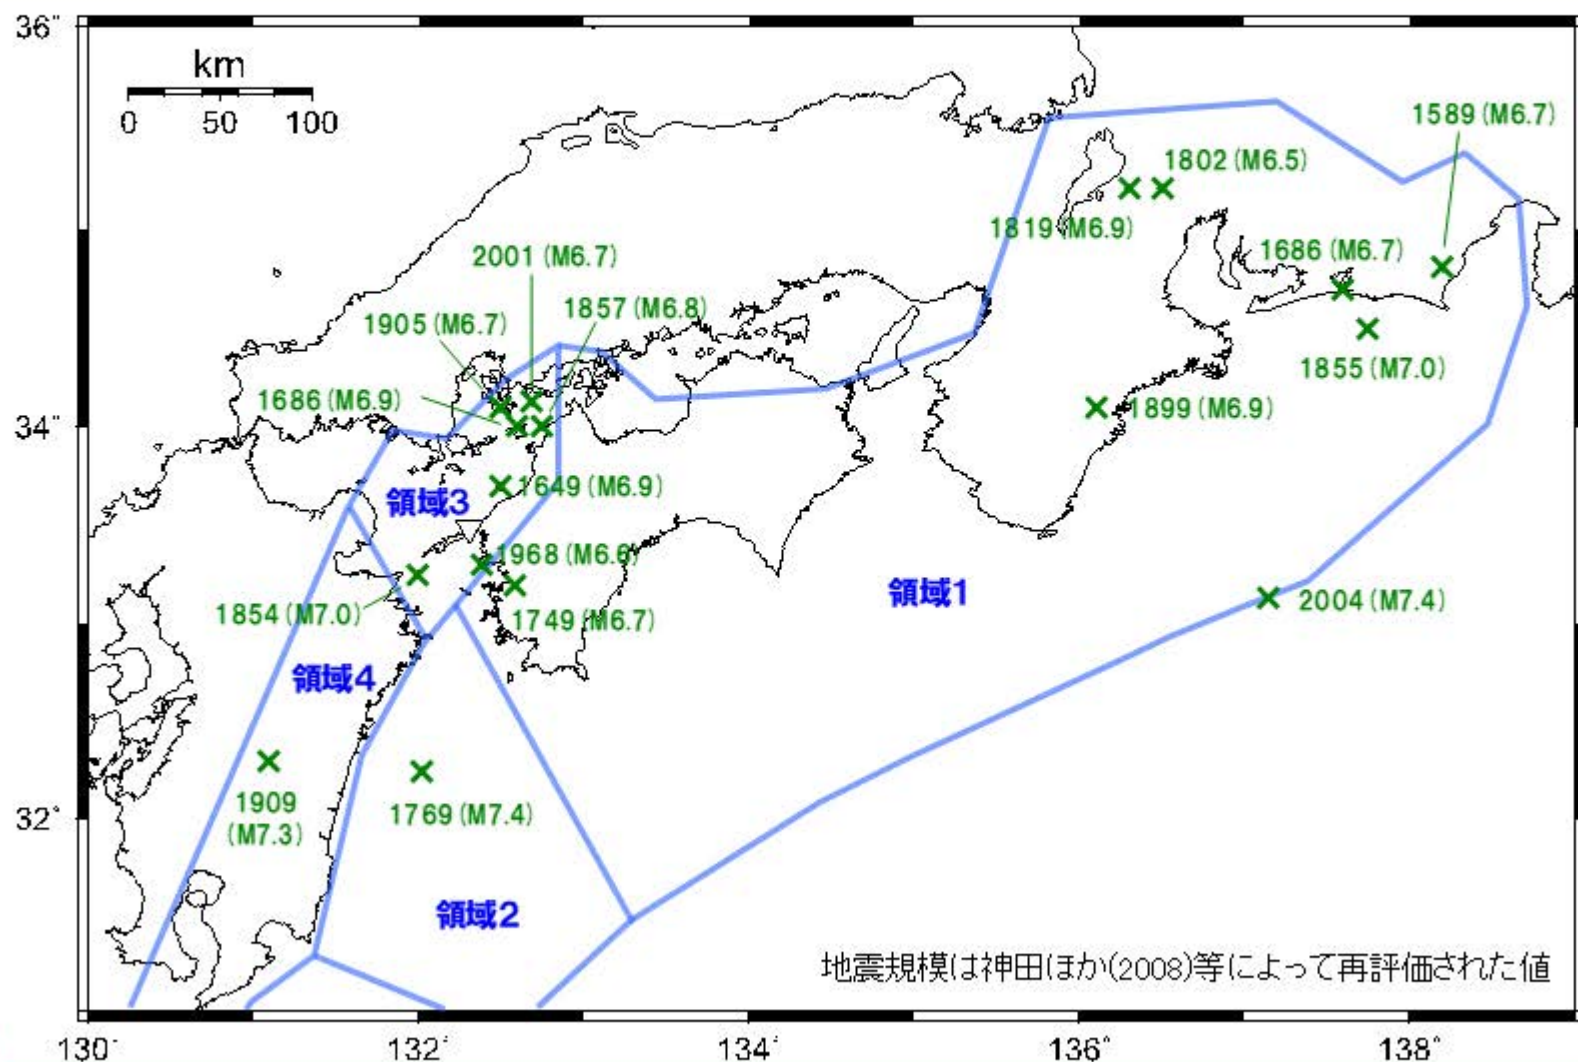 36°
km
0 50 100
1589(M6.7)
1802(M6.5)
1819(M6.9)
2001(M6.7)
1686(M6.7)
1857(M6.8)
1905(M6.7)
1855(M7.0)
1686(M6.9)
1899(M6.9)
34°
1649(M6.9)
領域3
1968(M6.6)
領域1
2004(M7.4)
1854(M7.0)
1749(M6.7)
領域4
1909
(M7.3)
1769(M7.4)
32°
領域2
地震規模は神田ほか(2008)等によって再評価された値
130° 132° 134° 136° 138°